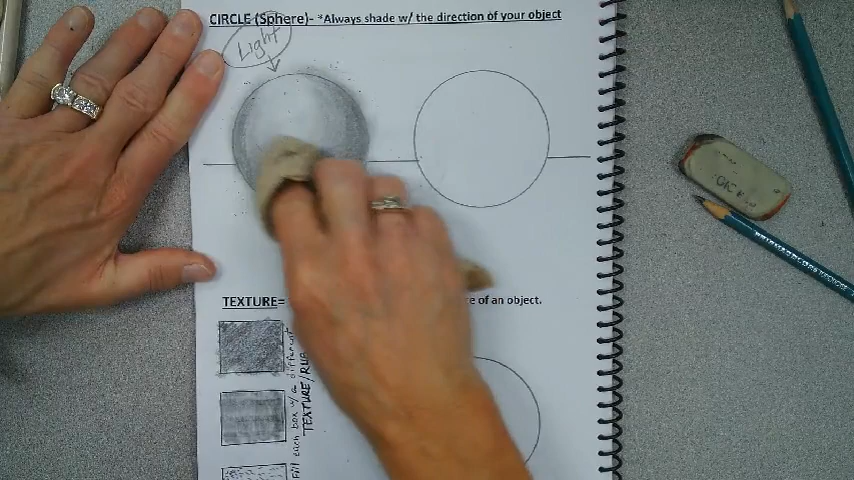 CIRCLE (Sphere)- *Always shade w/ the direction of your object
Light
TEXTURE=
e of an object.
Fill each box w/ a different
TEXTURE/RUB
PRISMACOLOR